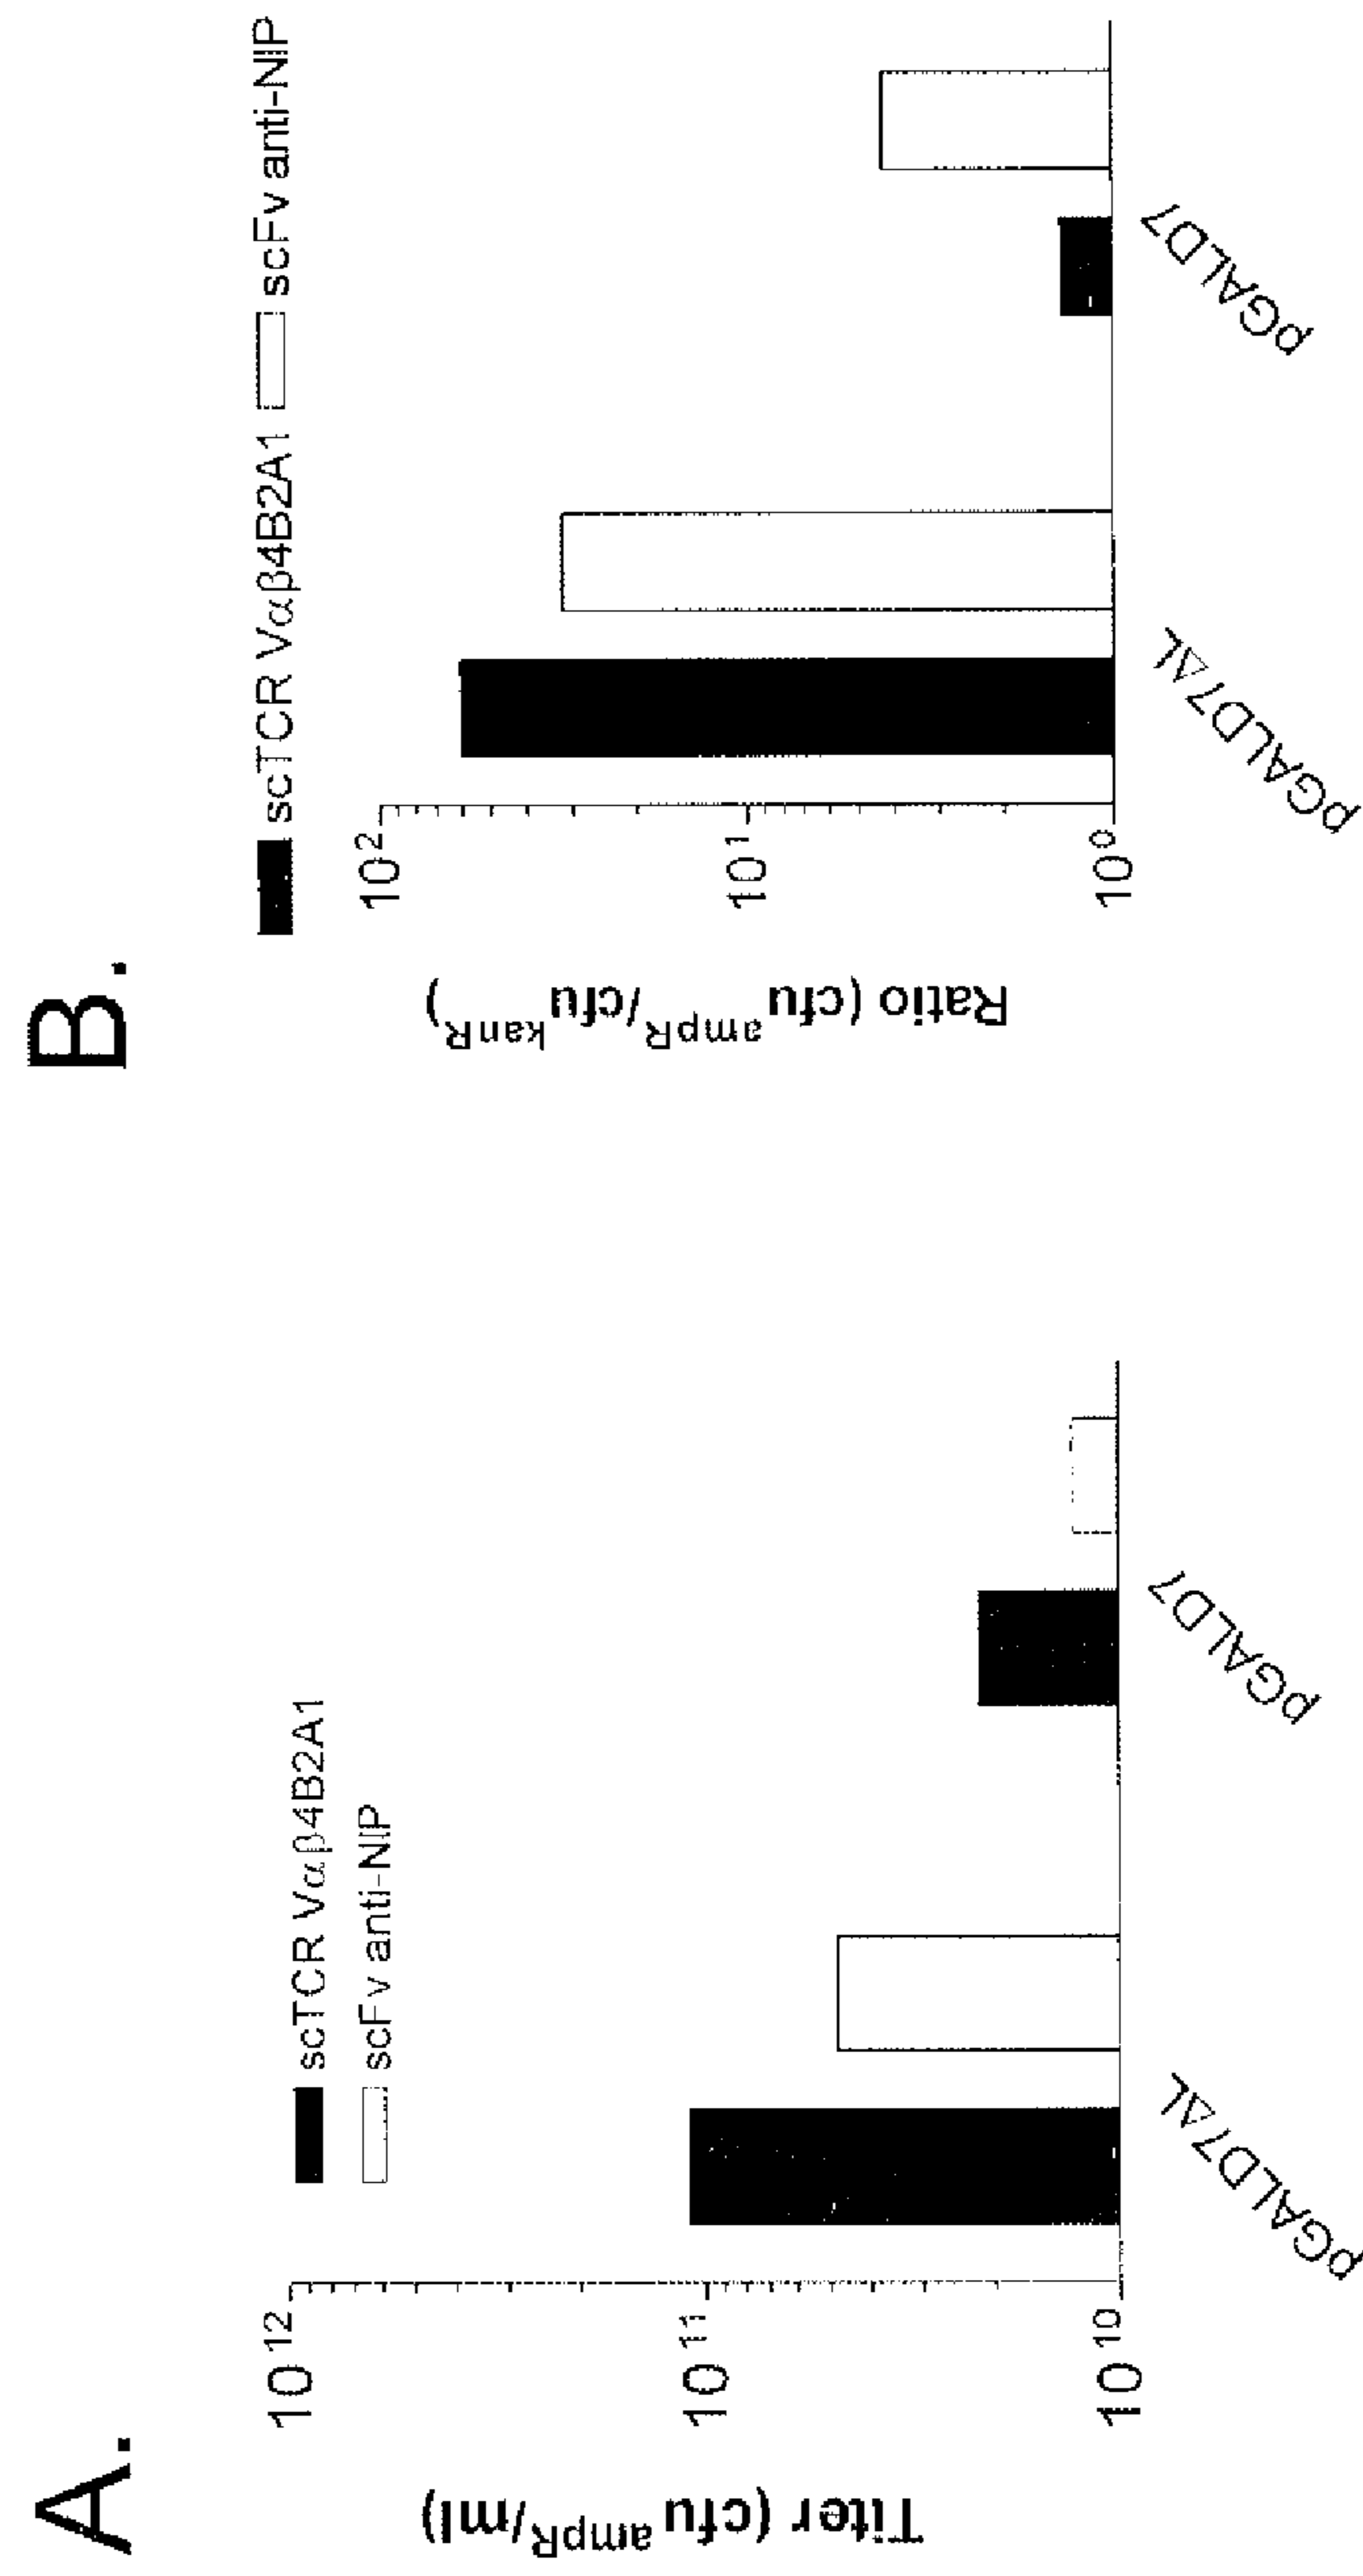 A.
scTCR Vαβ4B2A1
scFv anti-NIP
Titer (cfu ampR/ml)
10 12
10 11
10 10
pGALD7ΔL
pGALD7
B.
scTCR Vαβ4B2A1
scFv anti-NIP
Ratio (cfu ampR/cfu kanR)
10 2
10 1
10 0
pGALD7ΔL
pGALD7